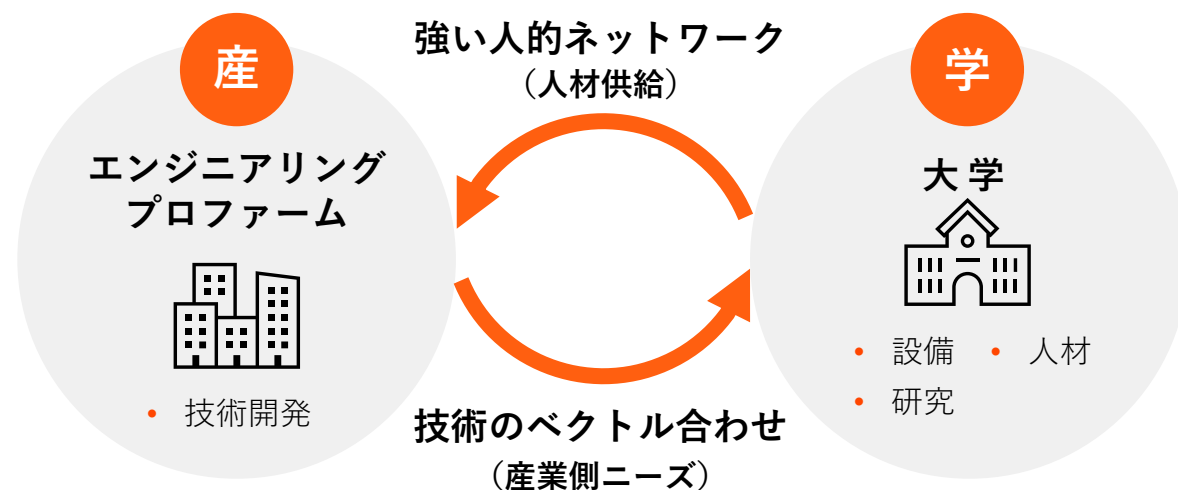 産
エンジニアリング
プロファーム
• 技術開発
強い人的ネットワーク
（人材供給）
技術のベクトル合わせ
（産業側ニーズ）
学
大学
• 設備 • 人材
• 研究